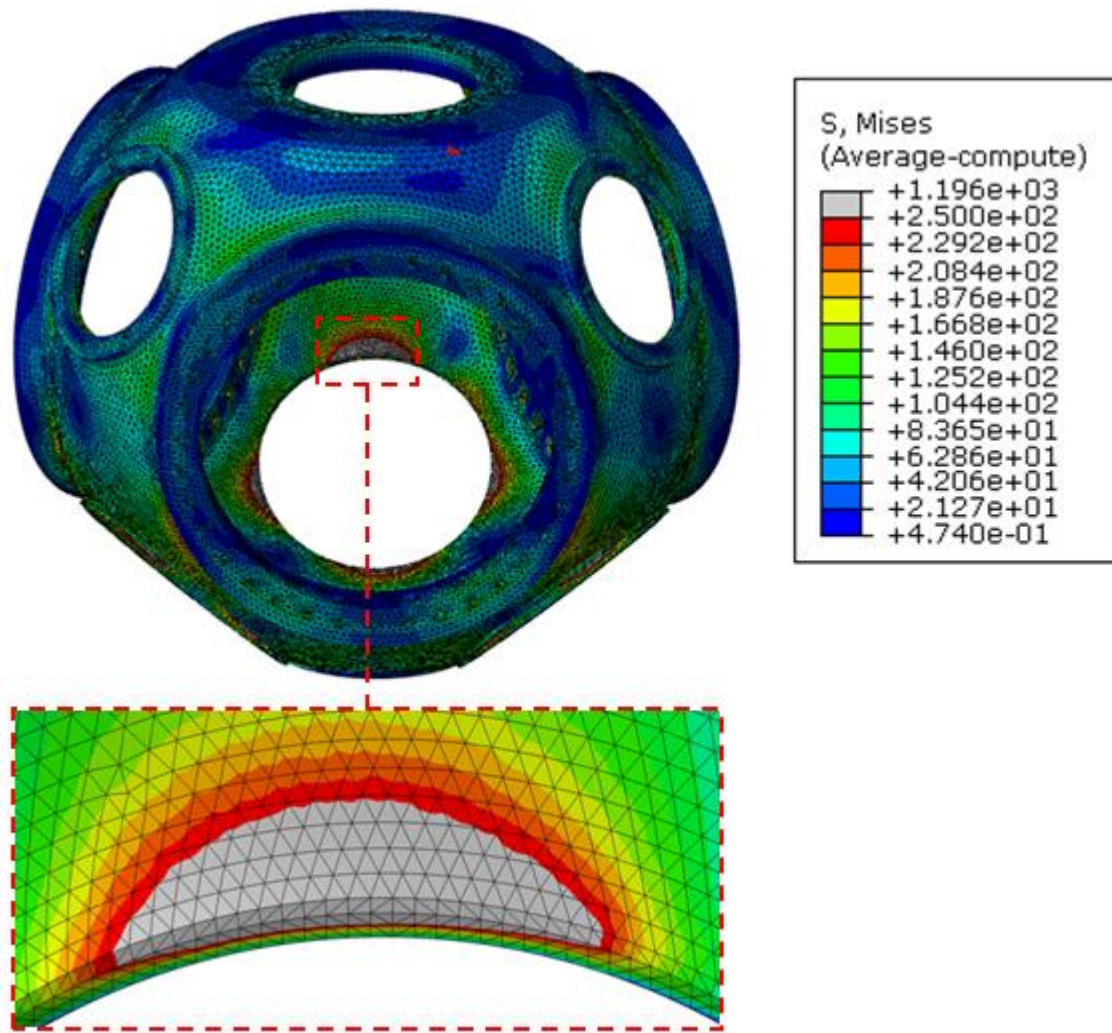 S, Mises
(Average-compute)
+1.196e+03
+2.500e+02
+2.292e+02
+2.084e+02
+1.876e+02
+1.668e+02
+1.460e+02
+1.252e+02
+1.044e+02
+8.365e+01
+6.286e+01
+4.206e+01
+2.127e+01
+4.740e-01